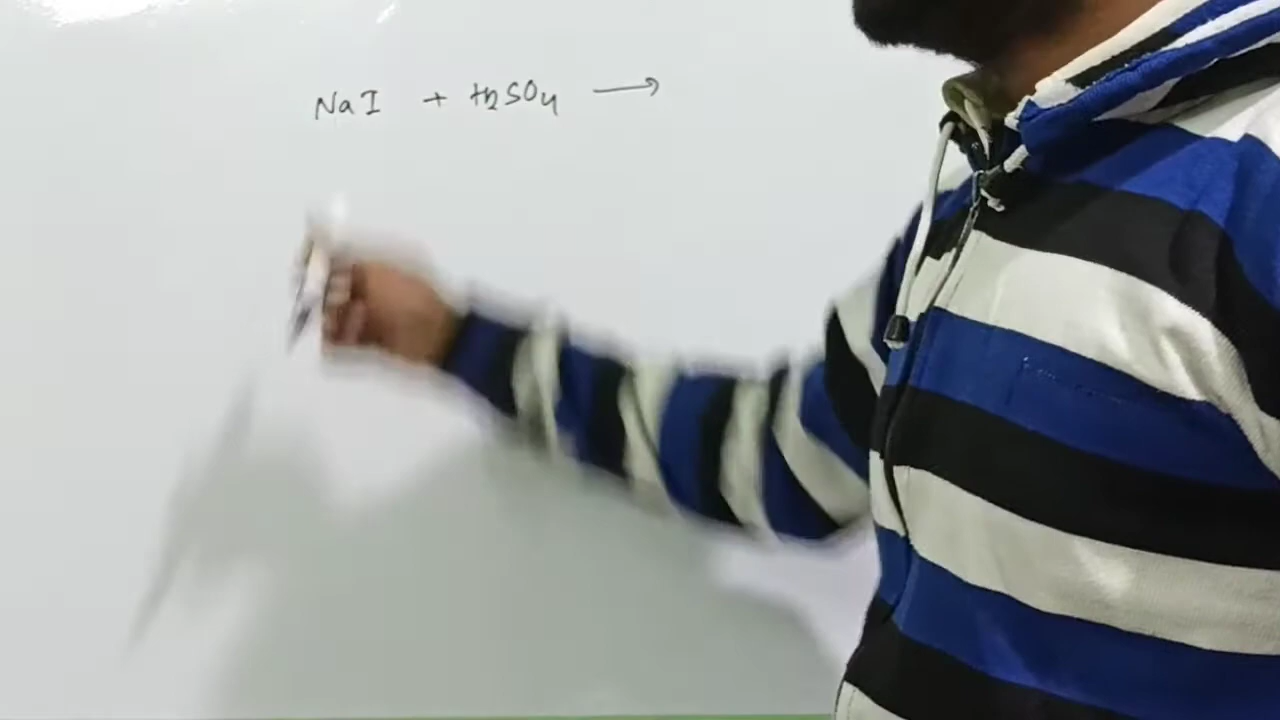 NaI + H2SO4 ⟶